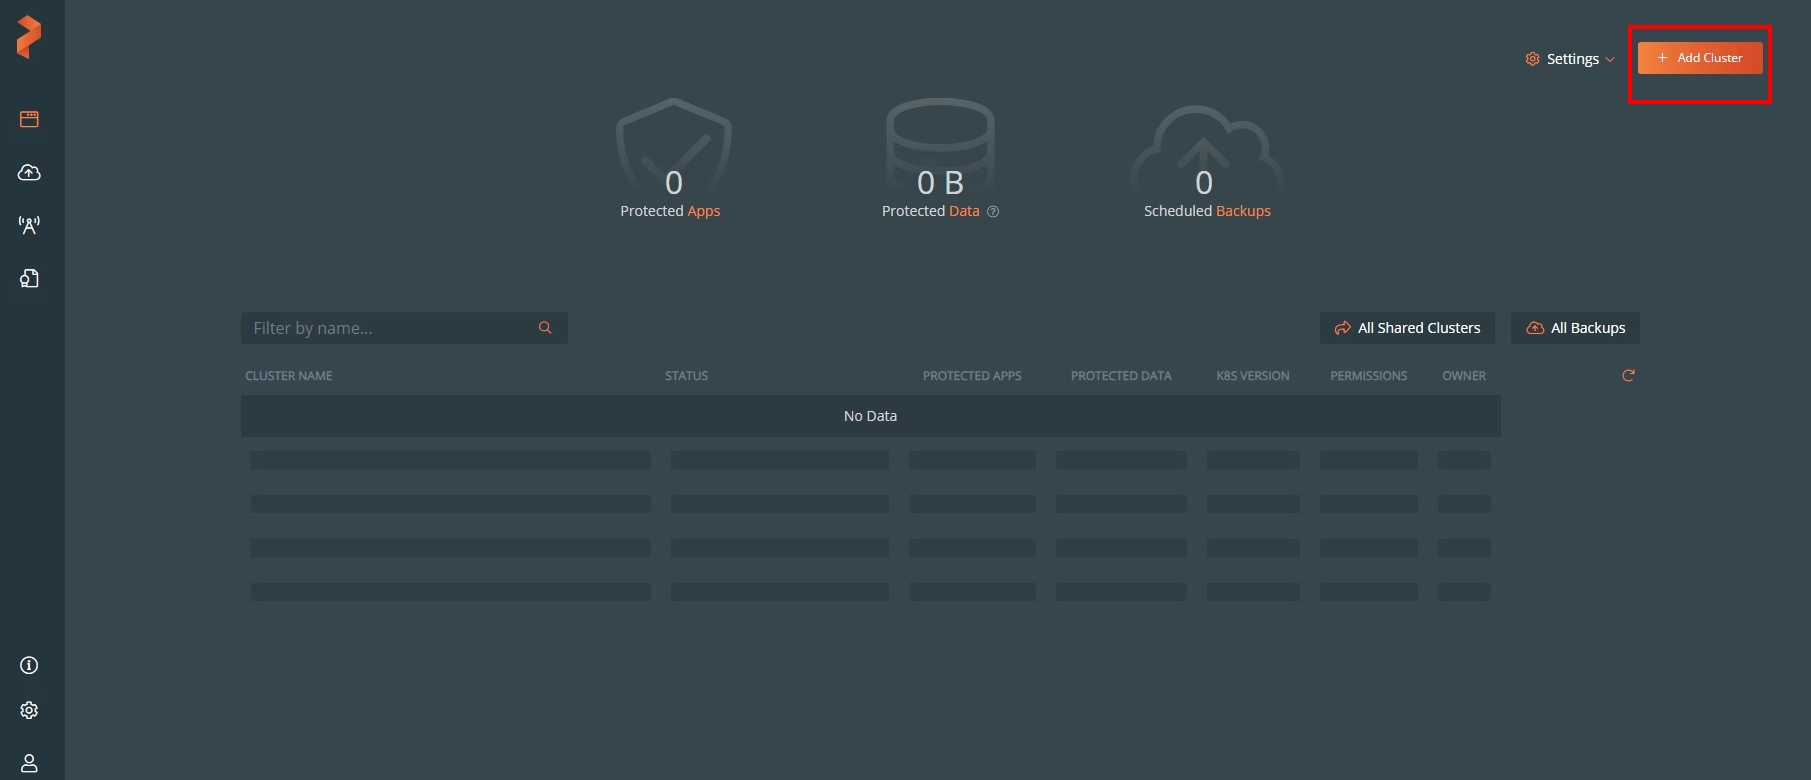 Settings
+ Add Cluster
0
Protected Apps
0 B
Protected Data ?
0
Scheduled Backups
Filter by name...
All Shared Clusters
All Backups
CLUSTER NAME STATUS PROTECTED APPS PROTECTED DATA K8S VERSION PERMISSIONS OWNER
No Data